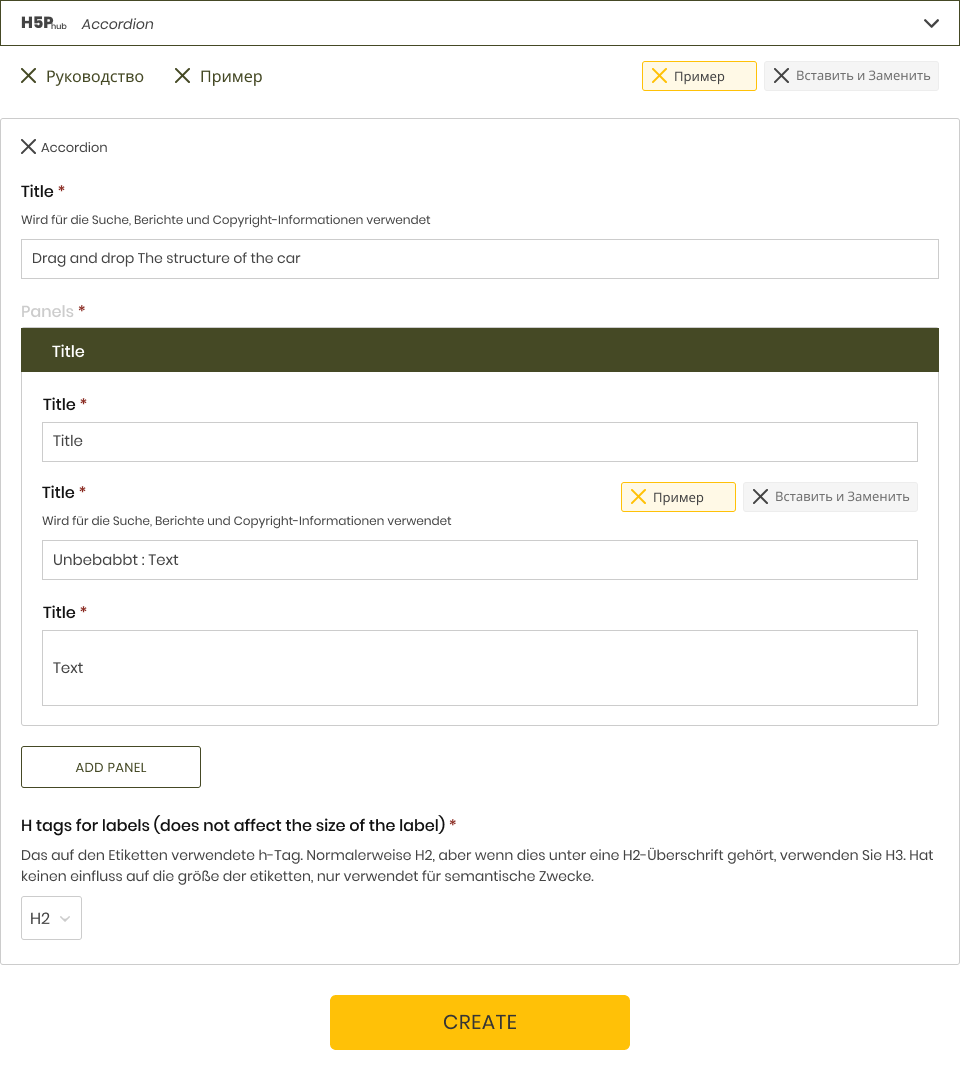 H5P hub Accordion
Руководство Пример Пример Вставить и Заменить
Accordion
Title *
Wird für die Suche, Berichte und Copyright-Informationen verwendet
Drag and drop The structure of the car
Panels *
Title
Title *
Title
Title * Пример Вставить и Заменить
Wird für die Suche, Berichte und Copyright-Informationen verwendet
Unbebabbt : Text
Title *
Text
ADD PANEL
H tags for labels (does not affect the size of the label) *
Das auf den Etiketten verwendete h-Tag. Normalerweise H2, aber wenn dies unter eine H2-Überschrift gehört, verwenden Sie H3. Hat
keinen einfluss auf die größe der etiketten, nur verwendet für semantische Zwecke.
H2
CREATE